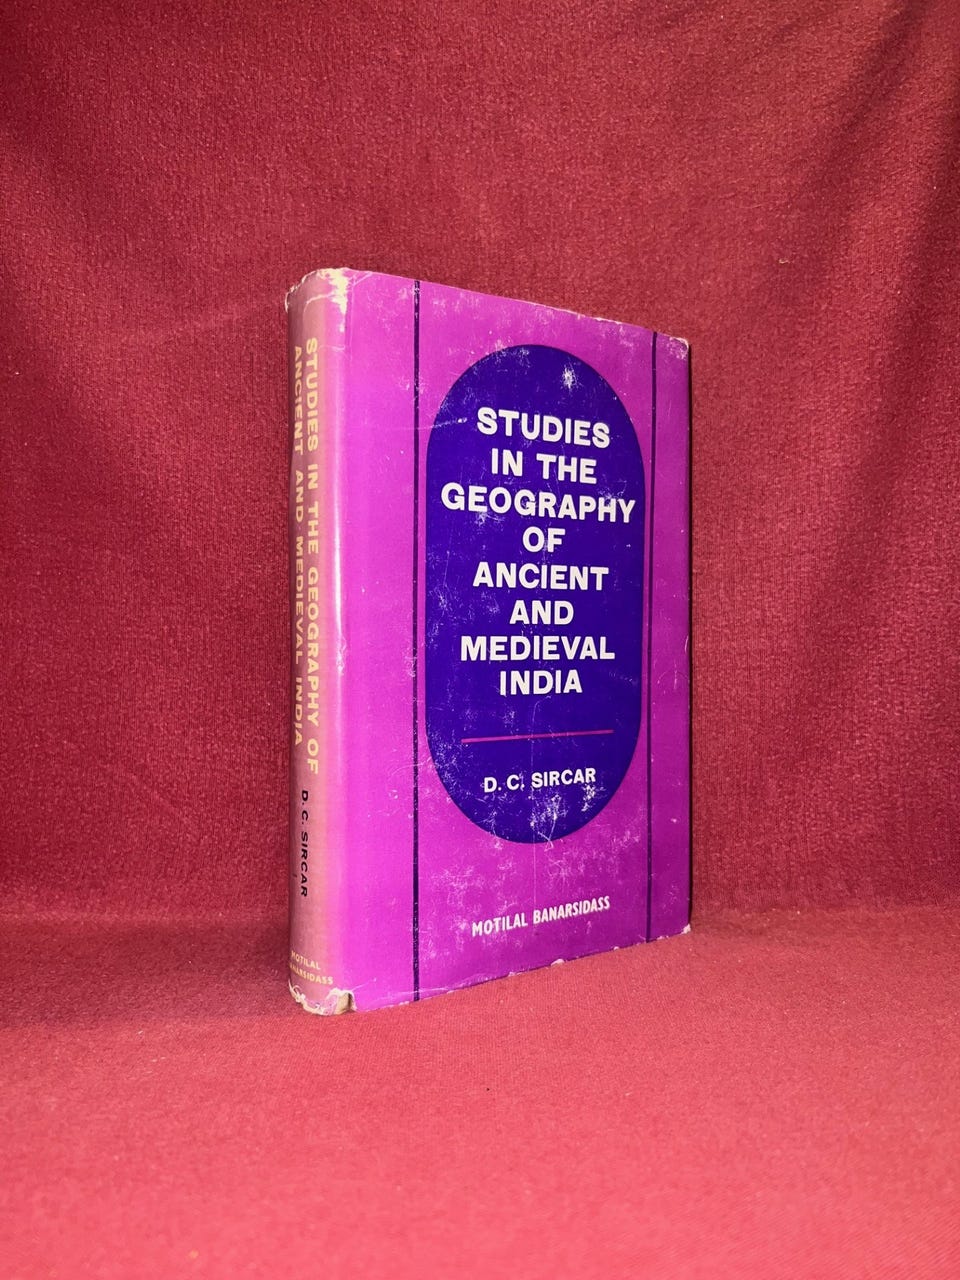 STUDIES IN THE GEOGRAPHY OF
ANCIENT AND MEDIEVAL INDIA
D. C. SIRCAR
MOTILAL
BANARSIDASS
STUDIES
IN THE
GEOGRAPHY
OF
ANCIENT
AND
MEDIEVAL
INDIA
D. C. SIRCAR
MOTILAL BANARSIDASS